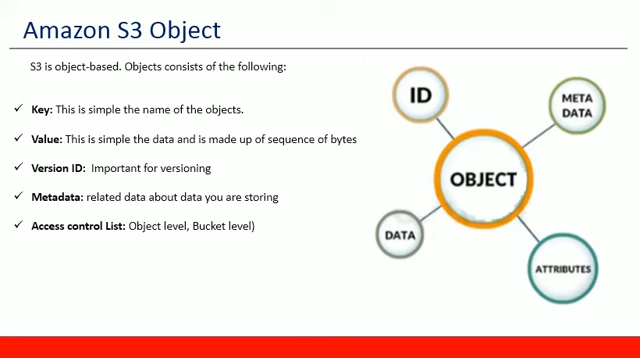 Amazon S3 Object
S3 is object-based. Objects consists of the following:
✓ Key: This is simple the name of the objects.
✓ Value: This is simple the data and is made up of sequence of bytes
✓ Version ID: Important for versioning
✓ Metadata: related data about data you are storing
✓ Access control List: Object level, Bucket level)
ID
META
DATA
OBJECT
DATA
ATTRIBUTES